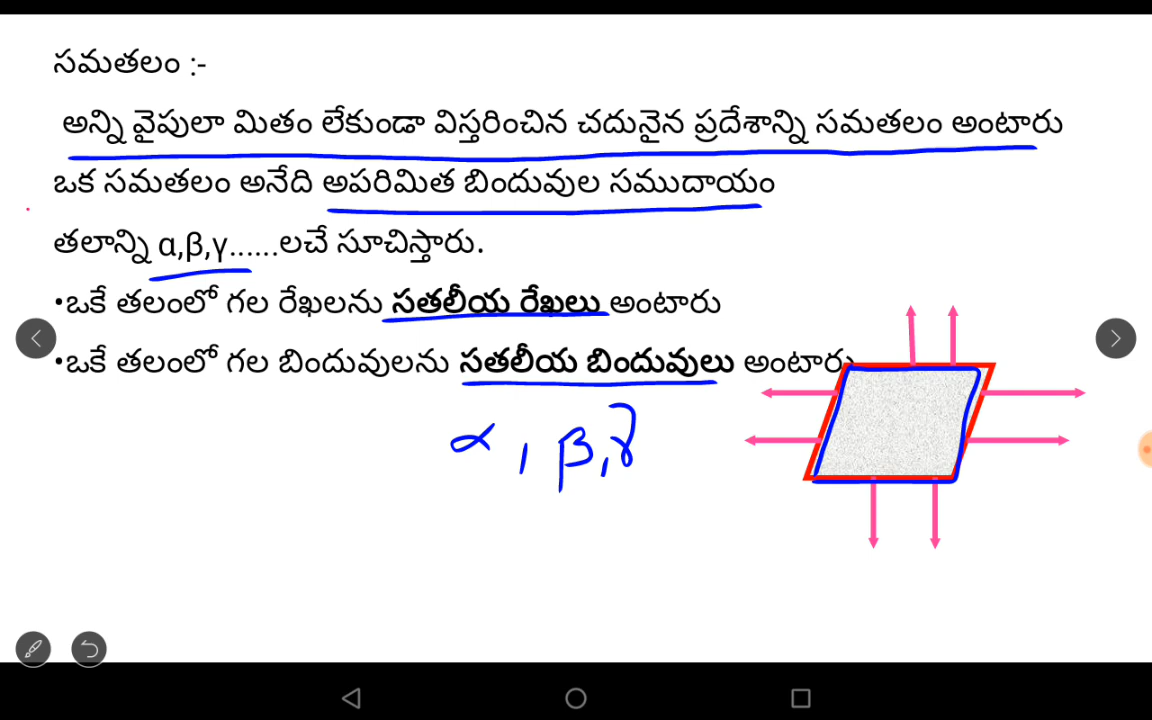 సమతలం :-
అన్ని వైపులా మితం లేకుండా విస్తరించిన చదునైన ప్రదేశాన్ని సమతలం అంటారు
ఒక సమతలం అనేది అపరిమిత బిందువుల సముదాయం
తలాన్ని α,β,γ......లచే సూచిస్తారు.
•ఒకే తలంలో గల రేఖలను సతలీయ రేఖలు అంటారు
•ఒకే తలంలో గల బిందువులను సతలీయ బిందువులు అంటారు
α, β,γ